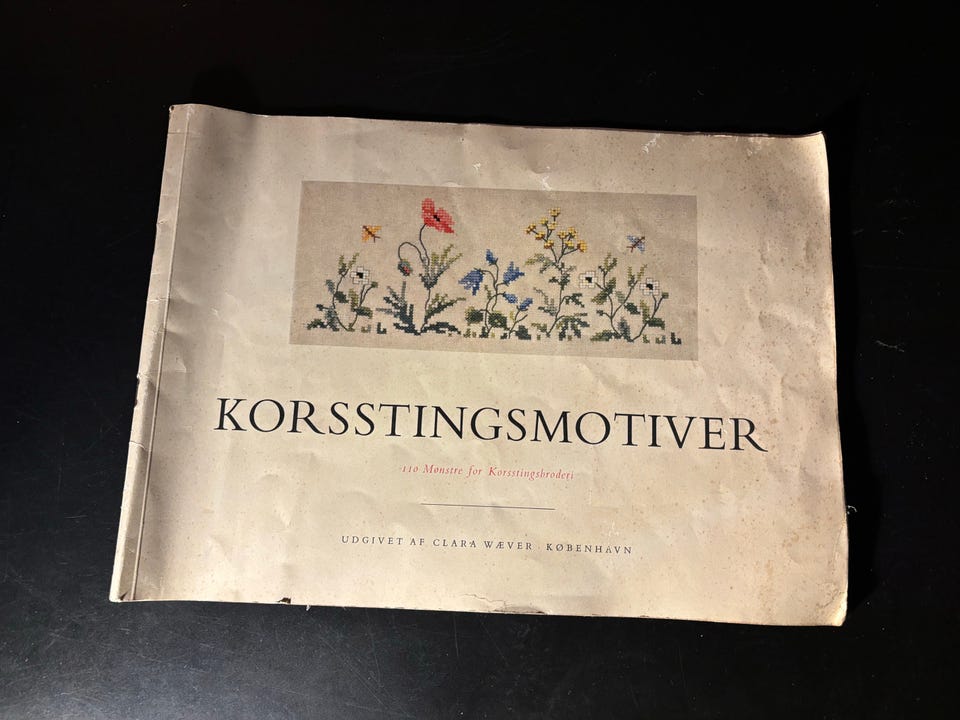 KORSSTINGSMOTIVER
110 Mønstre for Korsstingsbroderi
UDGIVET AF CLARA WÆVER · KØBENHAVN